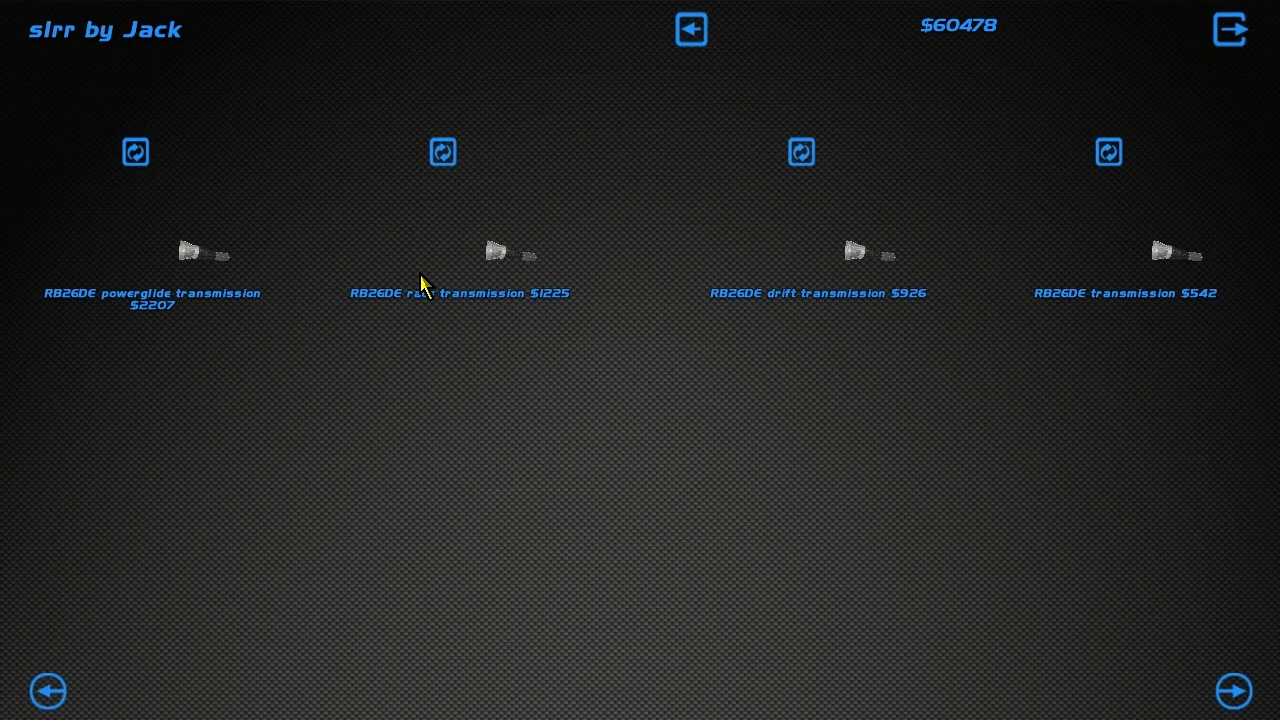 slrr by Jack
$60478
RB26DE powerglide transmission
$2207
RB26DE transmission $1225
RB26DE drift transmission $926
RB26DE transmission $542